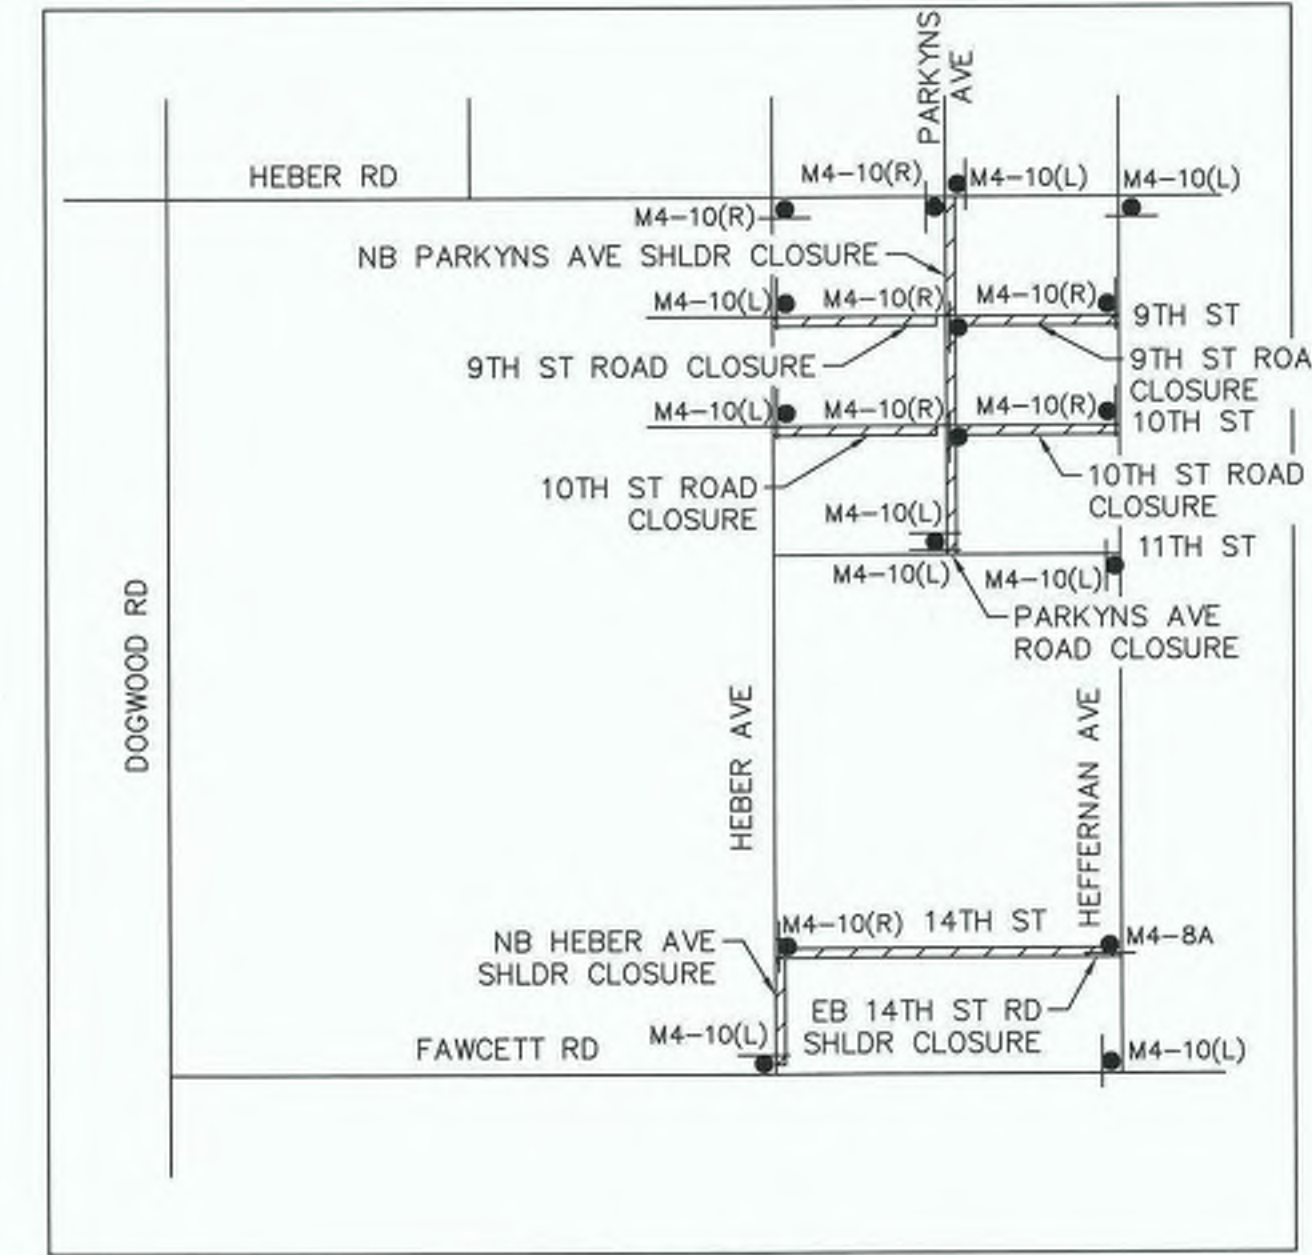 PARKYNS
AVE
HEBER RD
M4-10(R)
M4-10(L)
M4-10(L)
M4-10(R)
NB PARKYNS AVE SHLDR CLOSURE
M4-10(L)
M4-10(R)
M4-10(R)
9TH ST
9TH ST ROAD CLOSURE
9TH ST ROA
CLOSURE
M4-10(L)
M4-10(R)
M4-10(R)
10TH ST
10TH ST ROAD
CLOSURE
10TH ST ROAD
CLOSURE
M4-10(L)
11TH ST
M4-10(L)
M4-10(L)
PARKYNS AVE
ROAD CLOSURE
DOGWOOD RD
HEBER AVE
HEFFERNAN AVE
M4-10(R)
14TH ST
M4-8A
NB HEBER AVE
SHLDR CLOSURE
EB 14TH ST RD
SHLDR CLOSURE
M4-10(L)
FAWCETT RD
M4-10(L)